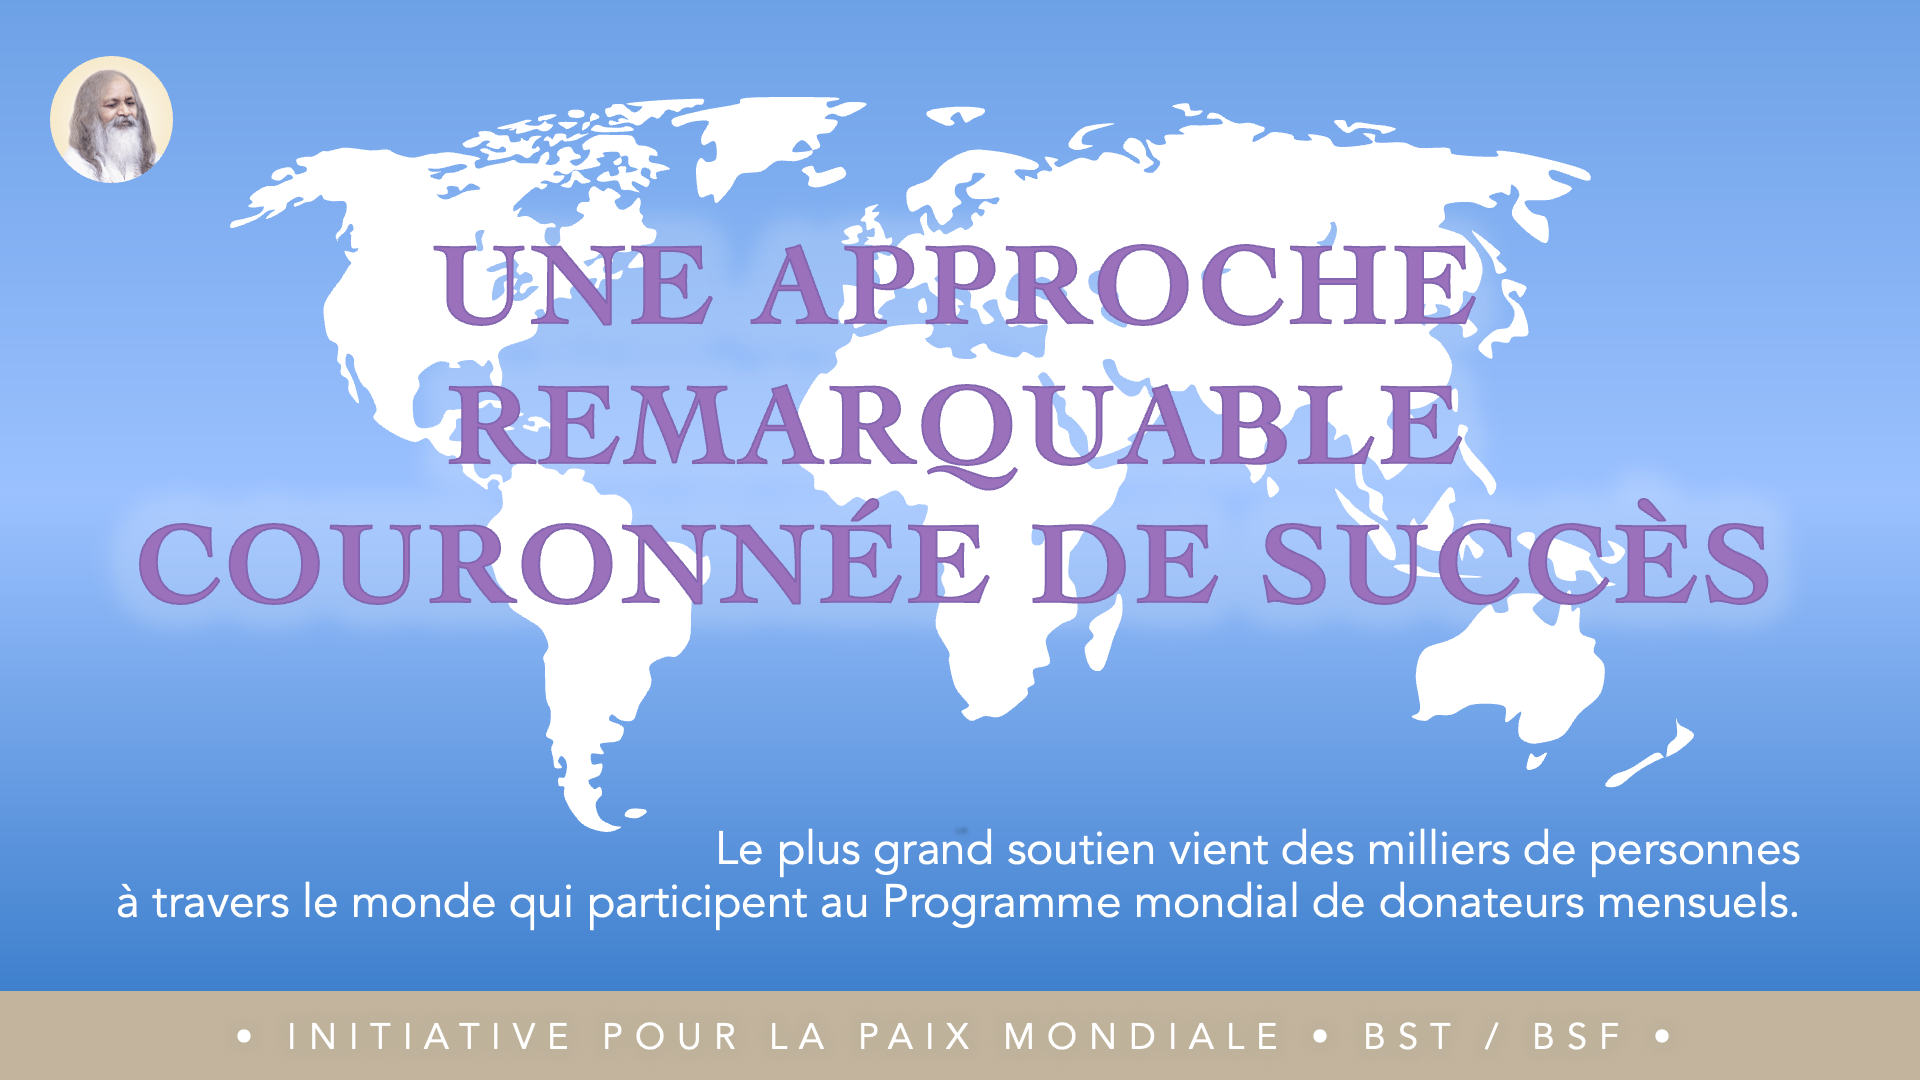 UNE APPROCHE
REMARQUABLE
COURONNÉE DE SUCCÈS
Le plus grand soutien vient des milliers de personnes
à travers le monde qui participent au Programme mondial de donateurs mensuels.
• INITIATIVE POUR LA PAIX MONDIALE • BST / BSF •